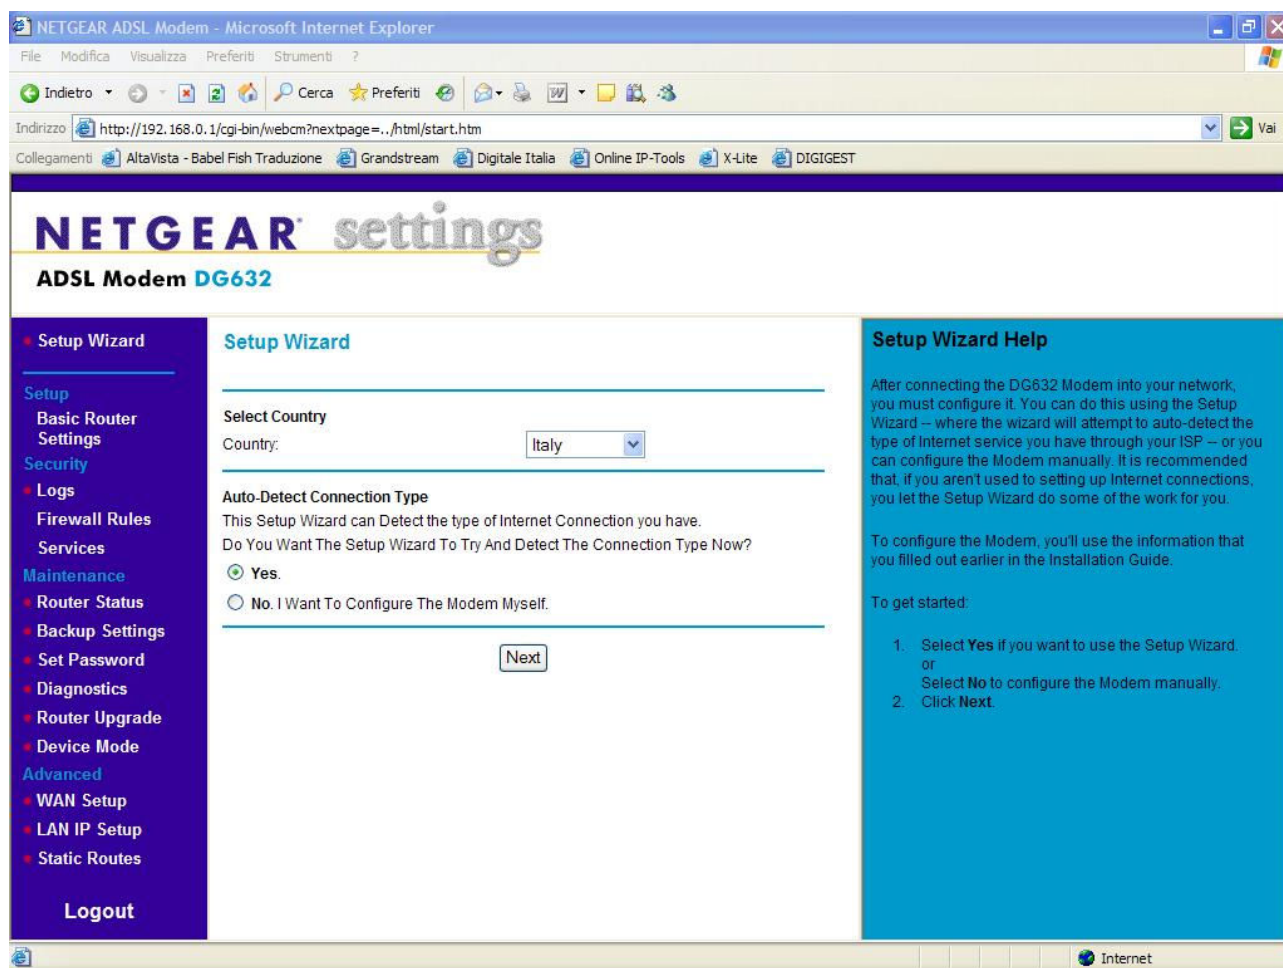 NETGEAR ADSL Modem - Microsoft Internet Explorer
File Modifica Visualizza Preferiti Strumenti ?
Indietro Cerca Preferiti
Indirizzo http://192.168.0.1/cgi-bin/webcm?nextpage=../html/start.htm Vai
Collegamenti AltaVista - Babel Fish Traduzione Grandstream Digitale Italia Online IP-Tools X-Lite DIGIGEST
NETGEAR settings
ADSL Modem DG632
Setup Wizard
Setup
Basic Router
Settings
Security
Logs
Firewall Rules
Services
Maintenance
Router Status
Backup Settings
Set Password
Diagnostics
Router Upgrade
Device Mode
Advanced
WAN Setup
LAN IP Setup
Static Routes
Logout
Setup Wizard
Select Country
Country: Italy
Auto-Detect Connection Type
This Setup Wizard can Detect the type of Internet Connection you have.
Do You Want The Setup Wizard To Try And Detect The Connection Type Now?
Yes.
No. I Want To Configure The Modem Myself.
Next
Setup Wizard Help
After connecting the DG632 Modem into your network,
you must configure it. You can do this using the Setup
Wizard -- where the wizard will attempt to auto-detect the
type of Internet service you have through your ISP -- or you
can configure the Modem manually. It is recommended
that, if you aren't used to setting up Internet connections,
you let the Setup Wizard do some of the work for you.
To configure the Modem, you'll use the information that
you filled out earlier in the Installation Guide.
To get started:
1. Select Yes if you want to use the Setup Wizard.
or
Select No to configure the Modem manually.
2. Click Next.
Internet